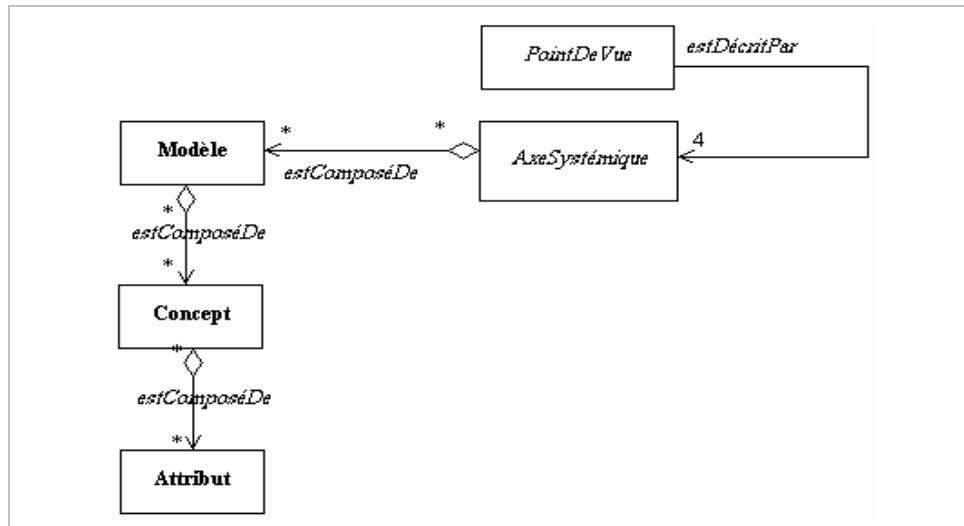 PointDeVue
estDécritPar
4
AxeSystémique
*
*
estComposéDe
Modèle
*
estComposéDe
*
Concept
*
estComposéDe
*
Attribut